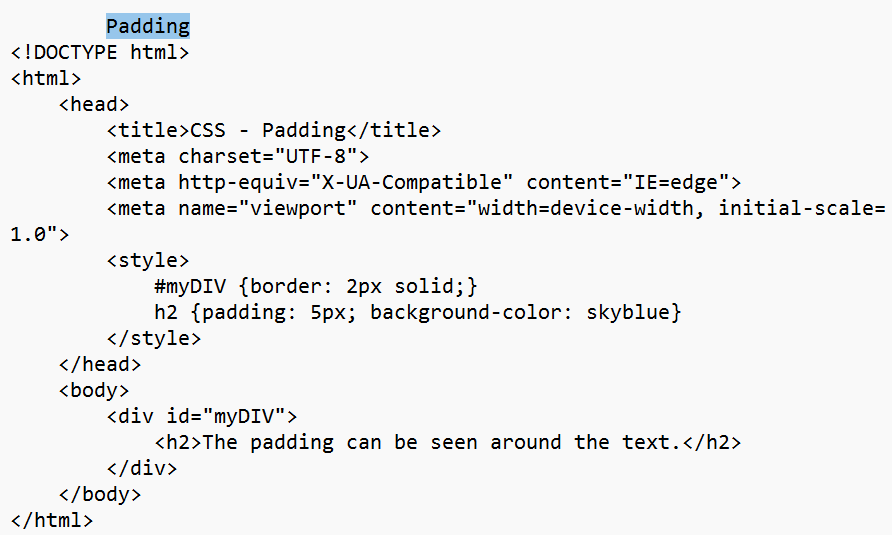 Padding
<!DOCTYPE html>
<html>
<head>
<title>CSS - Padding</title>
<meta charset="UTF-8">
<meta http-equiv="X-UA-Compatible" content="IE=edge">
<meta name="viewport" content="width=device-width, initial-scale=
1.0">
<style>
#myDIV {border: 2px solid;}
h2 {padding: 5px; background-color: skyblue}
</style>
</head>
<body>
<div id="myDIV">
<h2>The padding can be seen around the text.</h2>
</div>
</body>
</html>